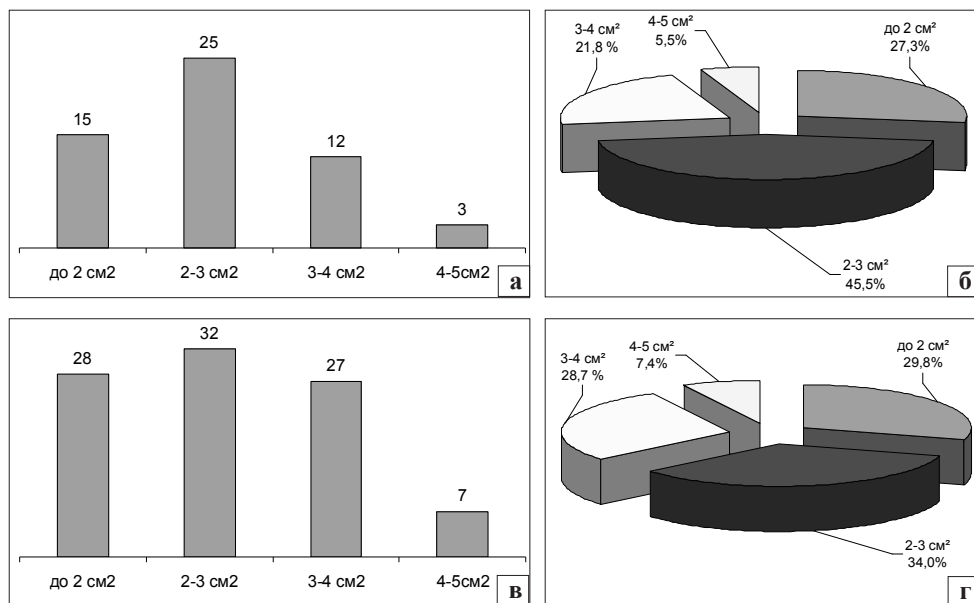 25
15
12
3
до 2 см2
2-3 см2
3-4 см2
4-5см2
а
4-5 см²
5,5%
3-4 см²
21,8 %
до 2 см²
27,3%
2-3 см²
45,5%
б
32
28
27
7
до 2 см2
2-3 см2
3-4 см2
4-5см2
в
4-5 см²
7,4%
3-4 см²
28,7 %
до 2 см²
29,8%
2-3 см²
34,0%
г